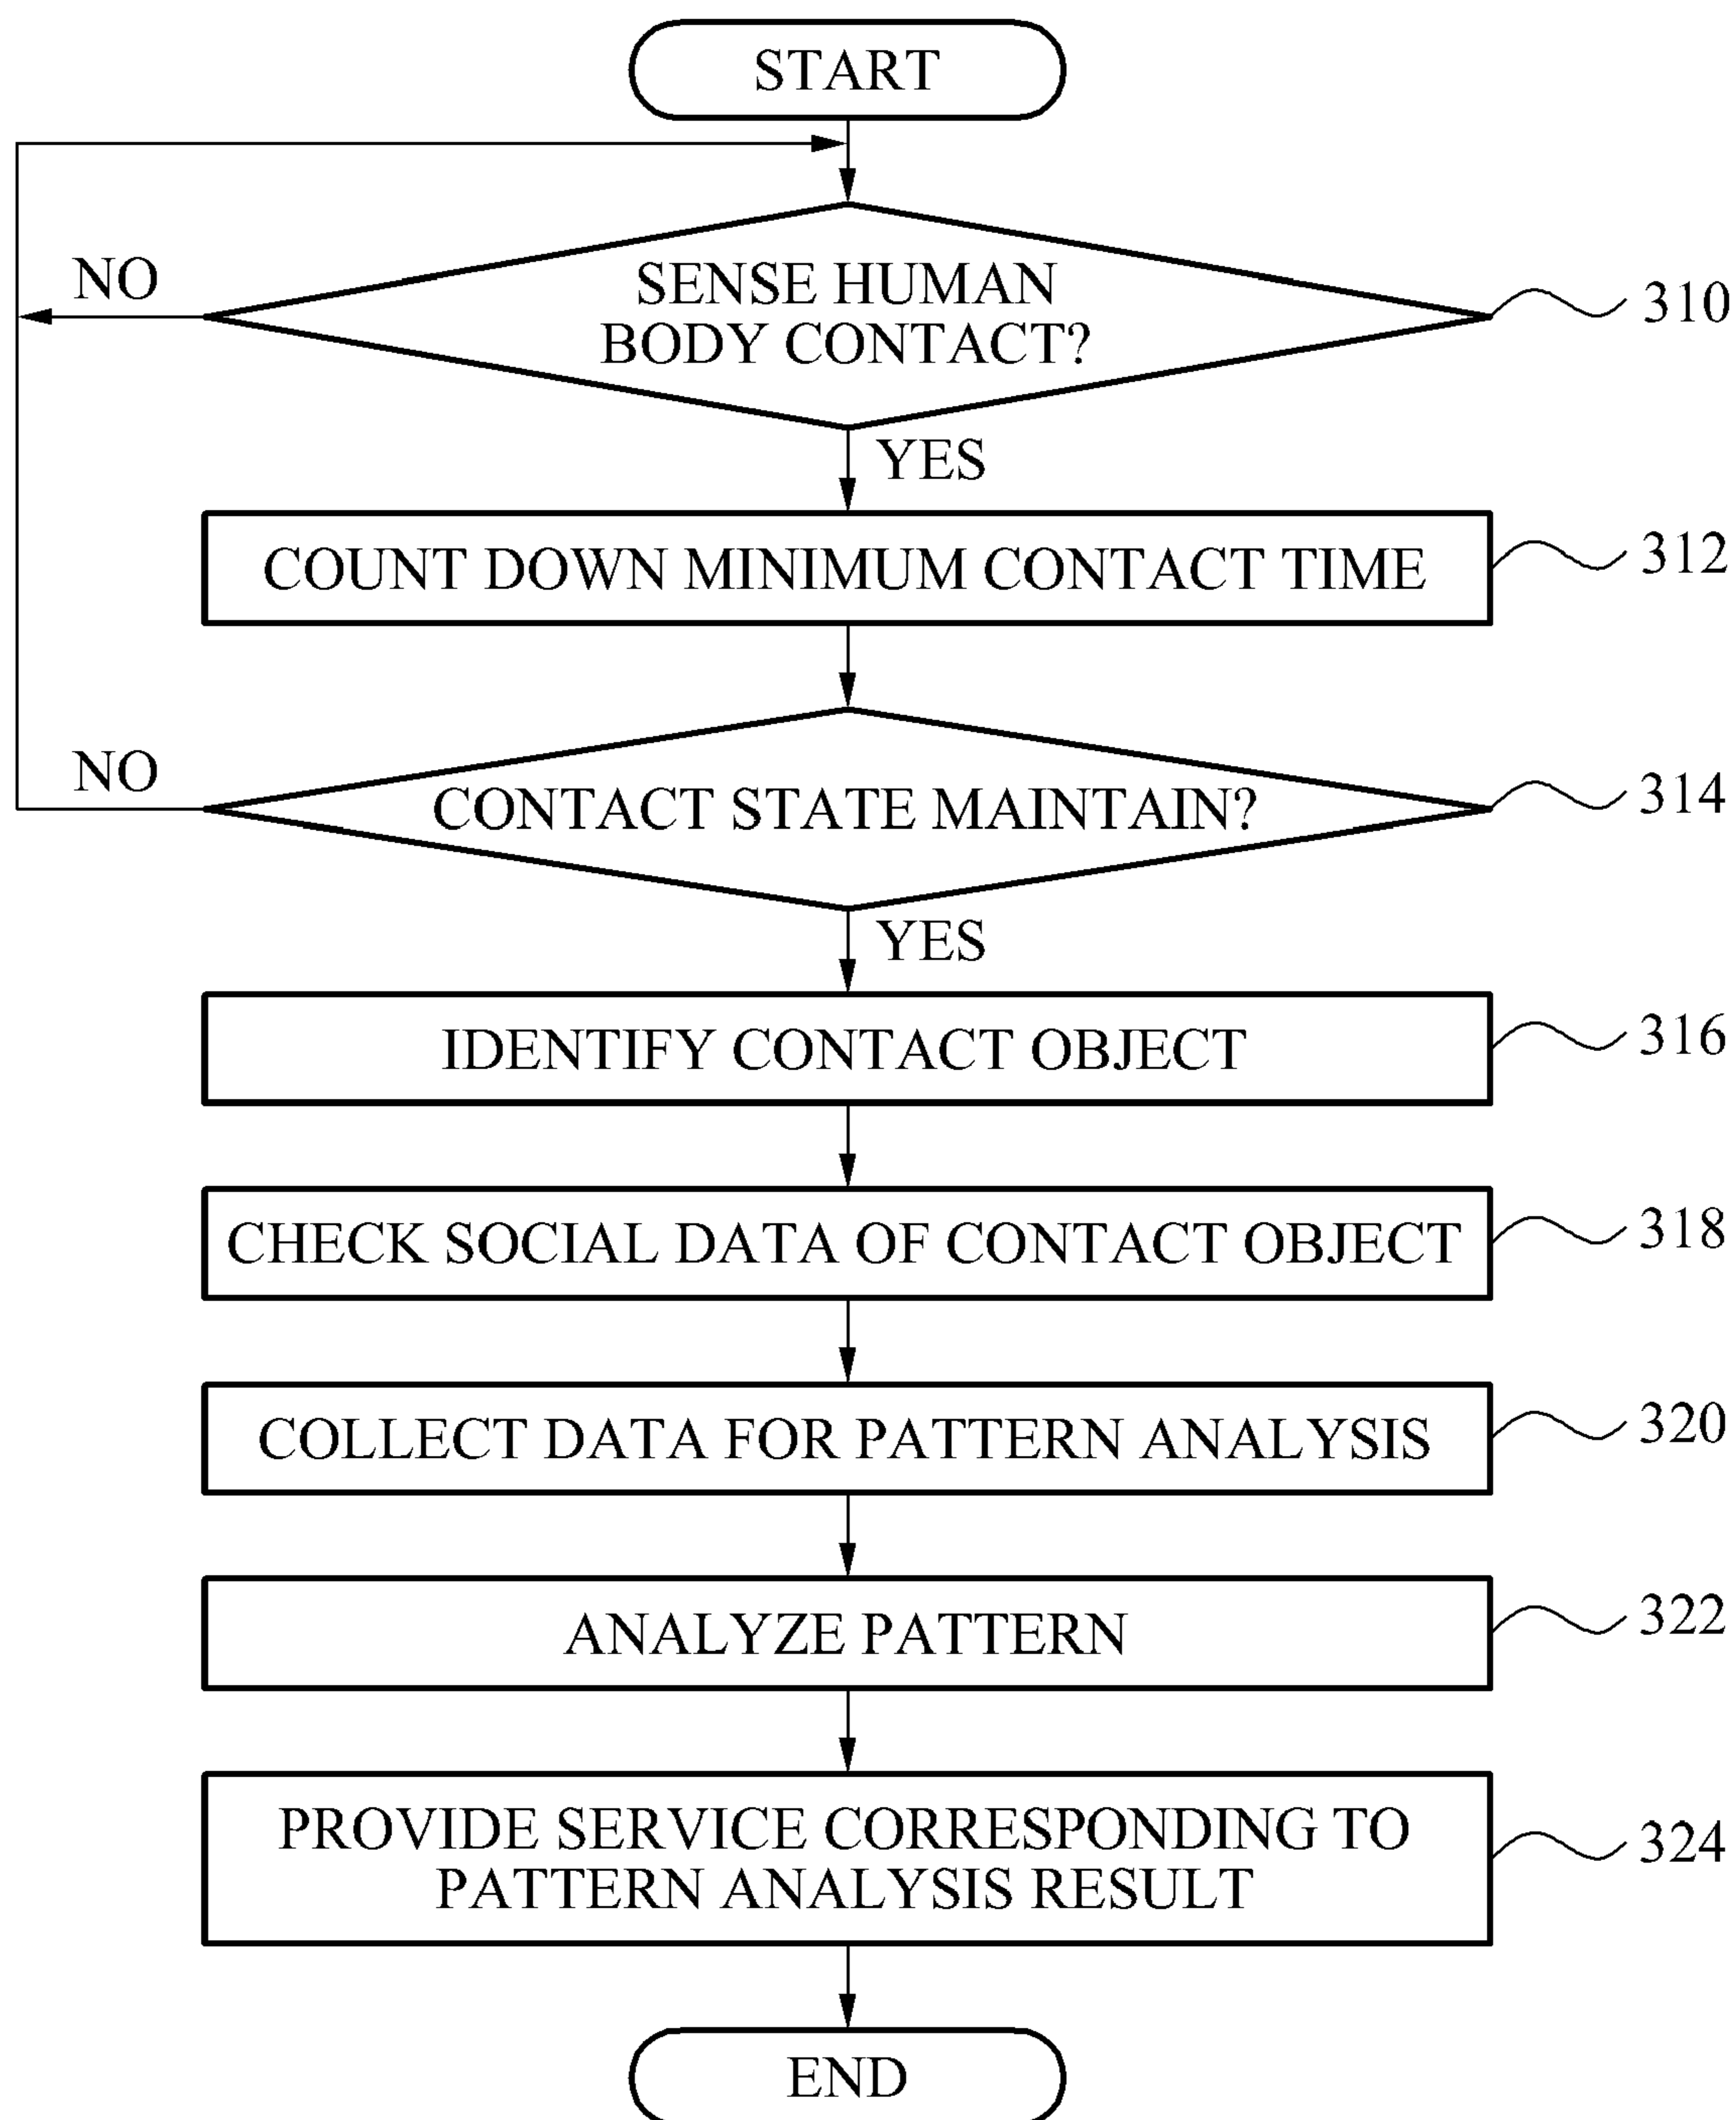 START
NO
SENSE HUMAN
BODY CONTACT?
310
YES
COUNT DOWN MINIMUM CONTACT TIME
312
NO
CONTACT STATE MAINTAIN?
314
YES
IDENTIFY CONTACT OBJECT
316
CHECK SOCIAL DATA OF CONTACT OBJECT
318
COLLECT DATA FOR PATTERN ANALYSIS
320
ANALYZE PATTERN
322
PROVIDE SERVICE CORRESPONDING TO
PATTERN ANALYSIS RESULT
324
END